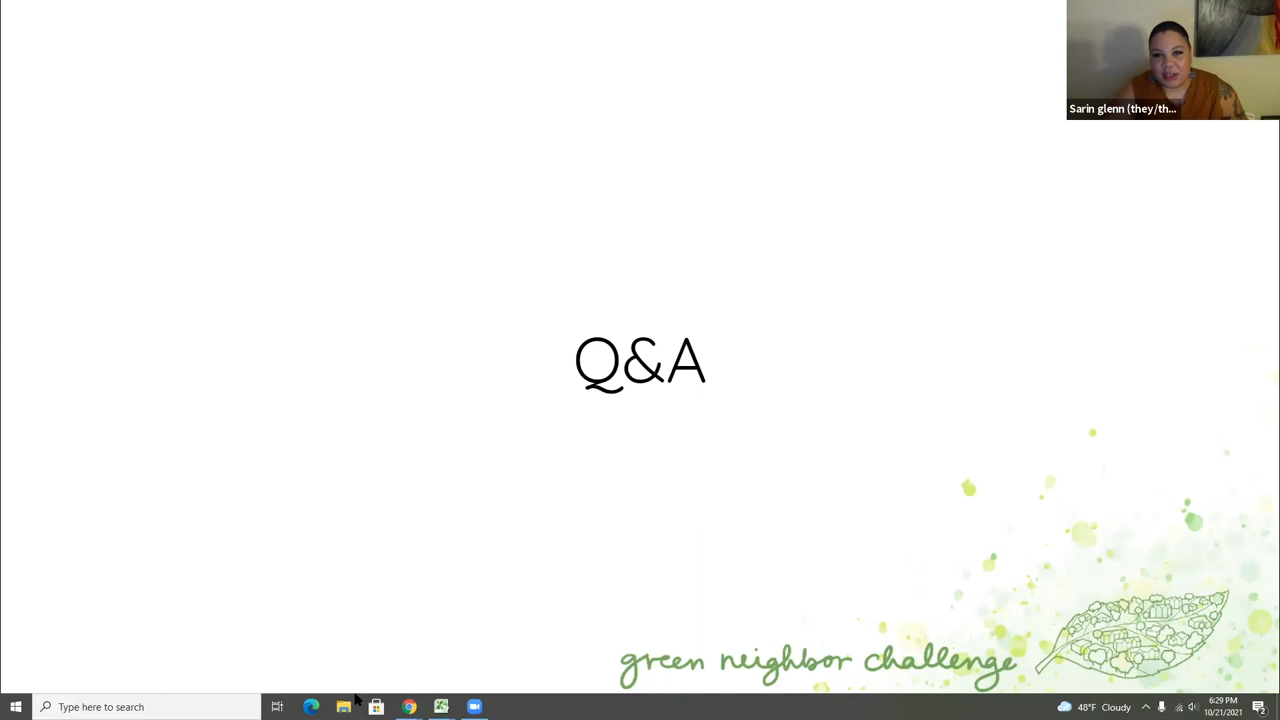 Sarin glenn (they/th...
Q&A
green neighbor challenge
Type here to search
48°F Cloudy
6:29 PM
10/21/2021
2